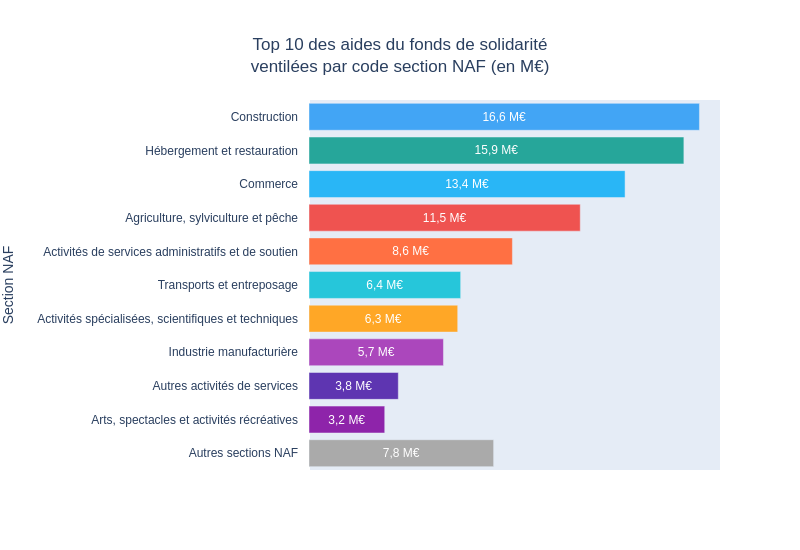 Top 10 des aides du fonds de solidarité
ventilées par code section NAF (en M€)
Section NAF
Construction 16,6 M€
Hébergement et restauration 15,9 M€
Commerce 13,4 M€
Agriculture, sylviculture et pêche 11,5 M€
Activités de services administratifs et de soutien 8,6 M€
Transports et entreposage 6,4 M€
Activités spécialisées, scientifiques et techniques 6,3 M€
Industrie manufacturière 5,7 M€
Autres activités de services 3,8 M€
Arts, spectacles et activités récréatives 3,2 M€
Autres sections NAF 7,8 M€